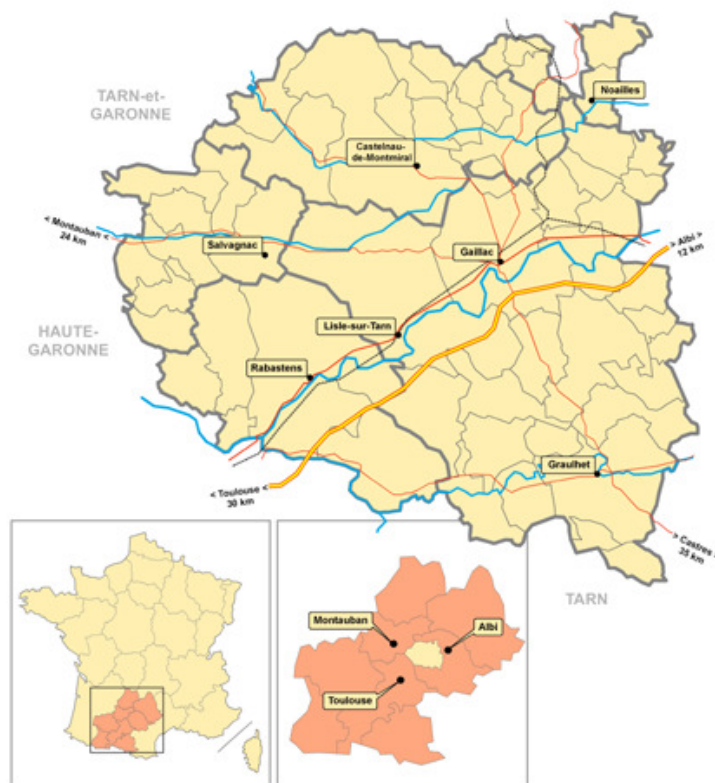 TARN-et-
GARONNE
Noailles
Castelnau-
de-Montmiral
< Montauban <
24 km
Salvagnac
Gaillac
> Albi >
12 km
HAUTE-
GARONNE
Lisle-sur-Tarn
Rabastens
Graulhet
< Toulouse <
30 km
> Castres >
35 km
TARN
Montauban
Albi
Toulouse